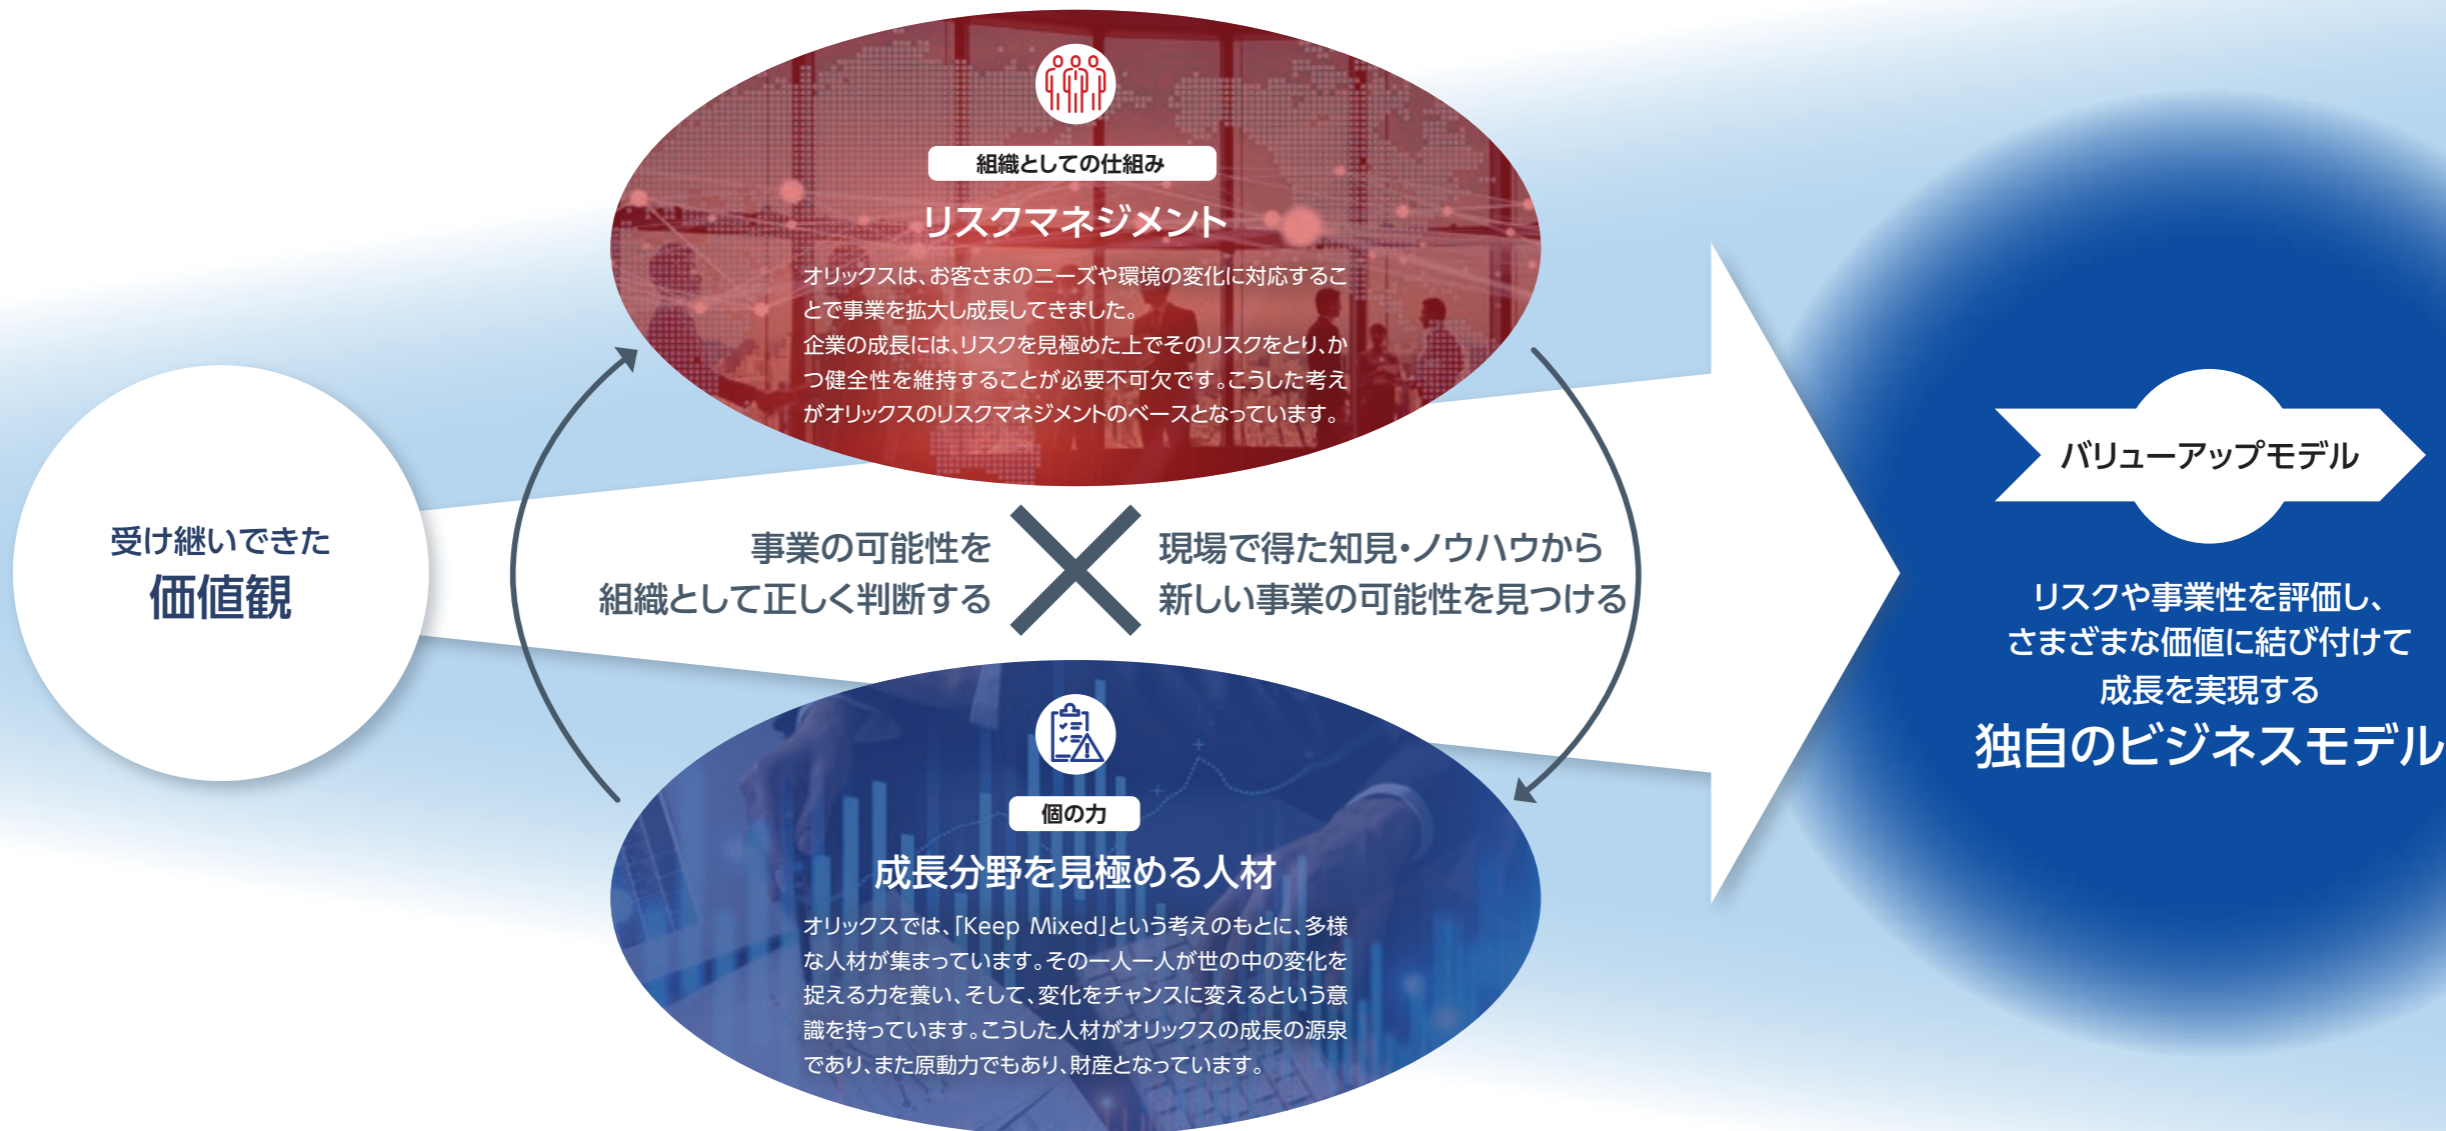 受け継いできた
価値観
組織としての仕組み
リスクマネジメント
オリックスは、お客さまのニーズや環境の変化に対応するこ
とで事業を拡大し成長してきました。
企業の成長には、リスクを見極めた上でそのリスクをとり、か
つ健全性を維持することが必要不可欠です。こうした考え
がオリックスのリスクマネジメントのベースとなっています。
事業の可能性を
組織として正しく判断する
現場で得た知見・ノウハウから
新しい事業の可能性を見つける
個の力
成長分野を見極める人材
オリックスでは、「Keep Mixed」という考えのもとに、多様
な人材が集まっています。その一人一人が世の中の変化を
捉える力を養い、そして、変化をチャンスに変えるという意
識を持っています。こうした人材がオリックスの成長の源泉
であり、また原動力でもあり、財産となっています。
バリューアップモデル
リスクや事業性を評価し、
さまざまな価値に結び付けて
成長を実現する
独自のビジネスモデル